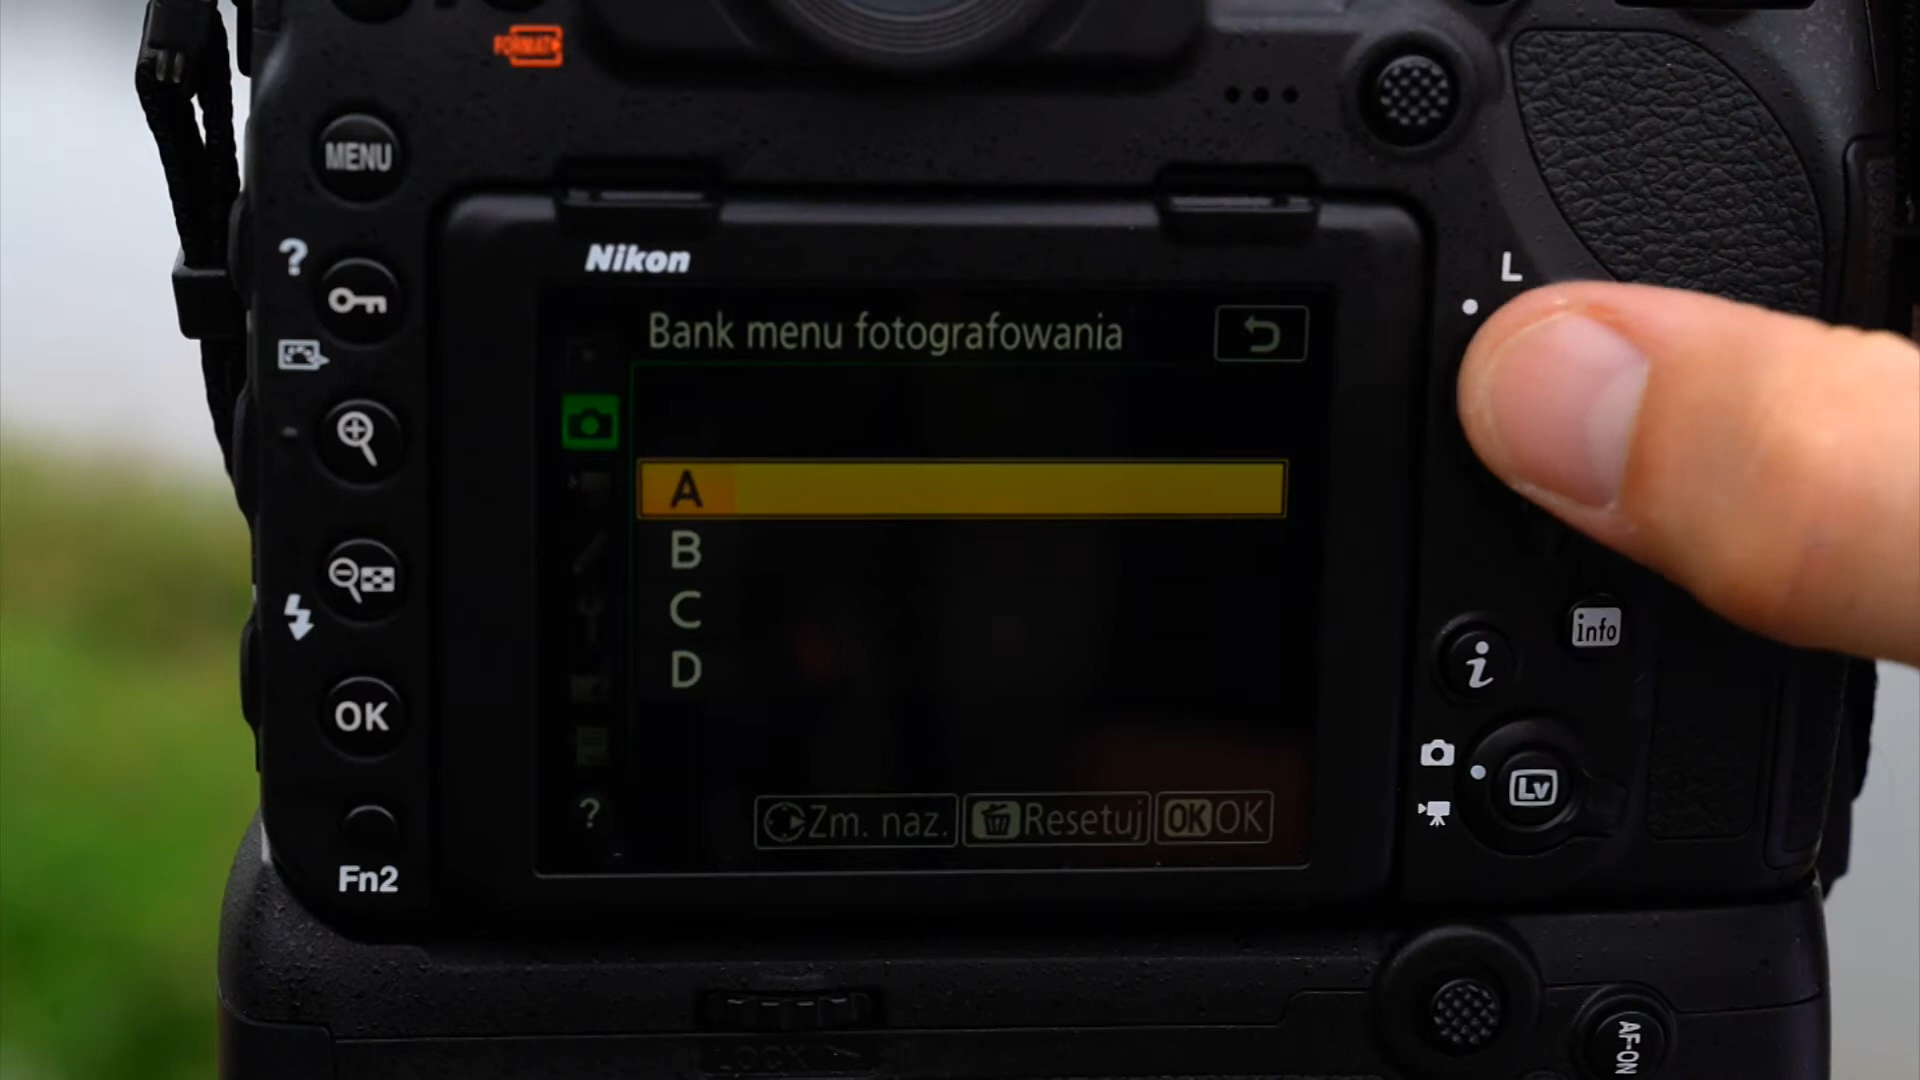 FORMAT
MENU
?
Nikon
L
Bank menu fotografowania
A
B
C
D
info
i
OK
Lv
? Zm. naz. Resetuj OK OK
Fn2
LOCK
AF-ON